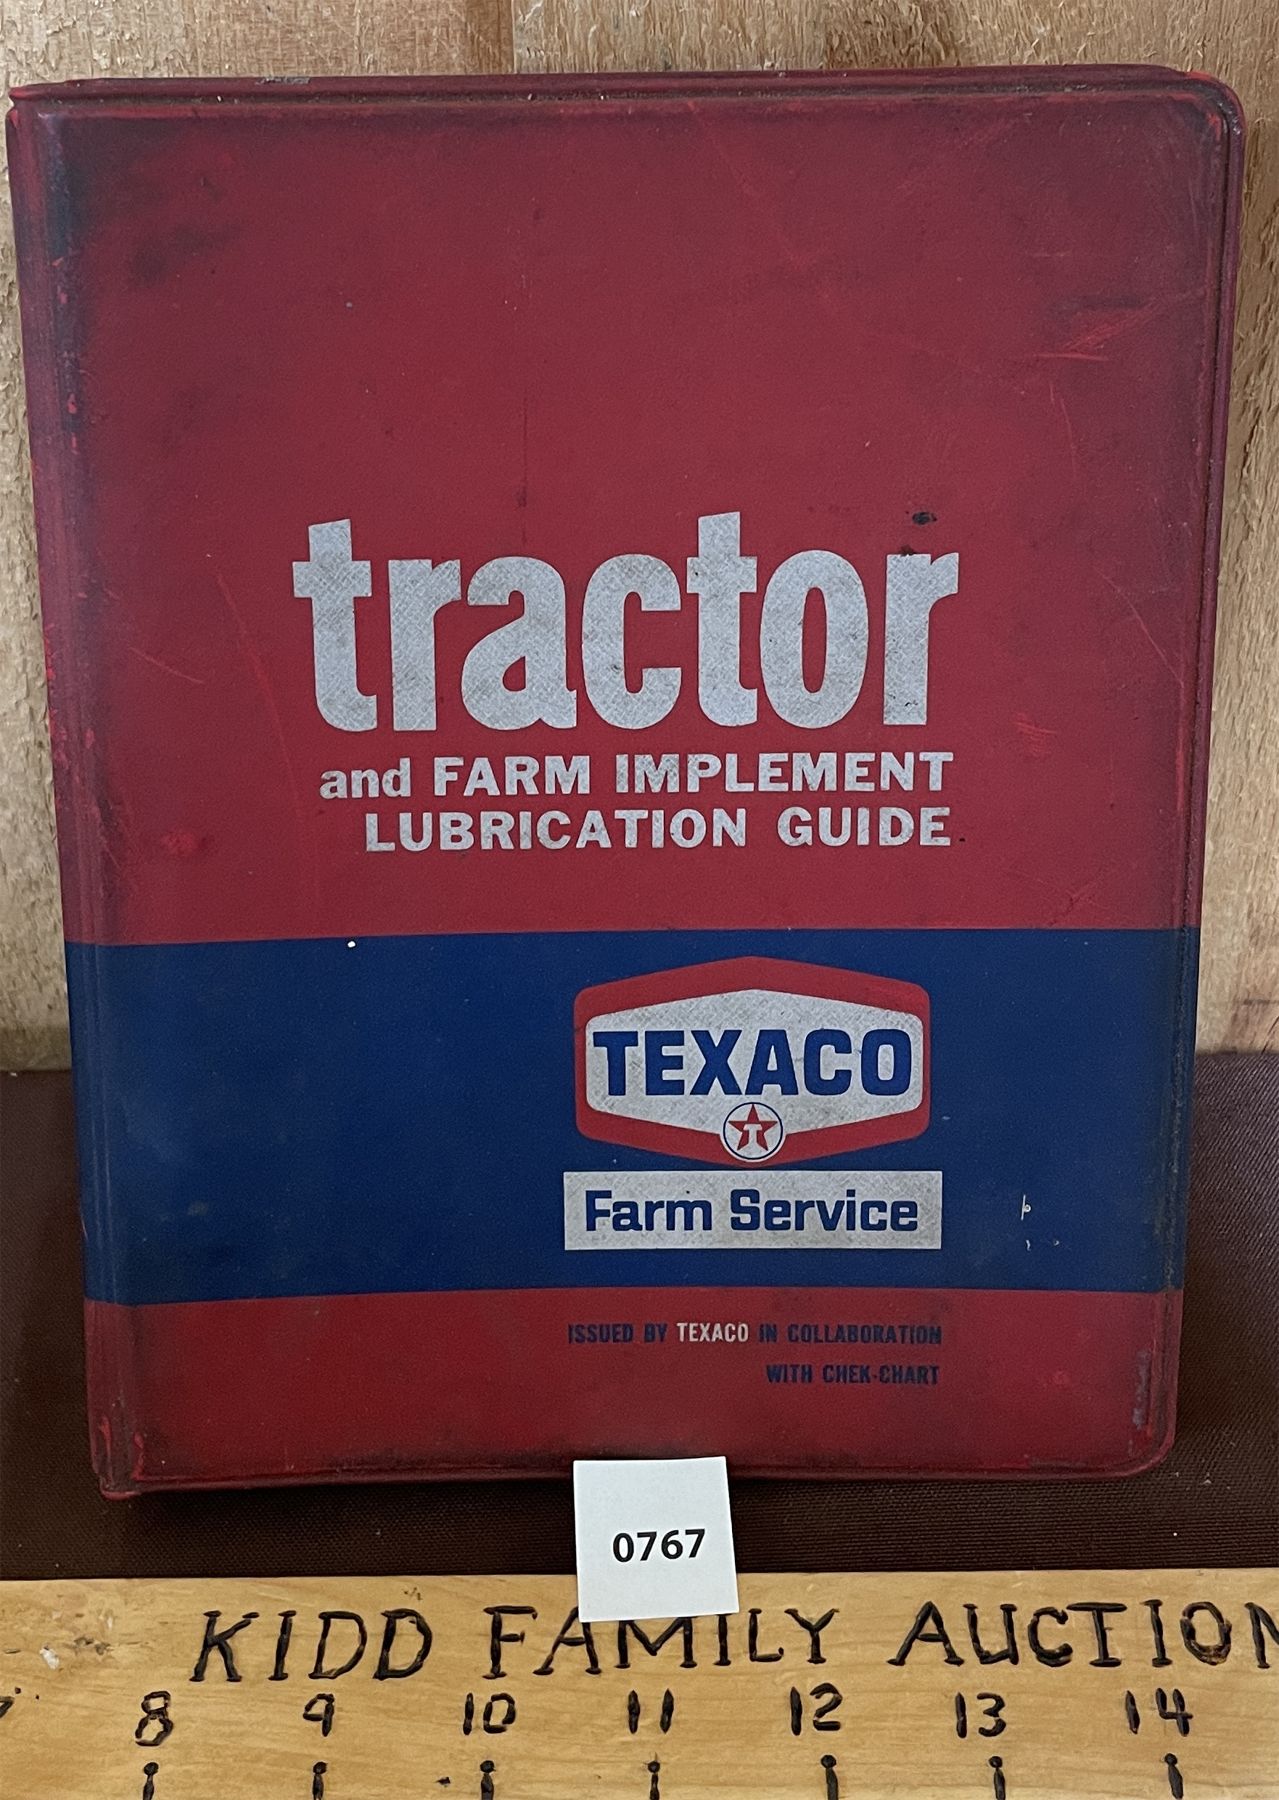 tractor
and FARM IMPLEMENT
LUBRICATION GUIDE
TEXACO
T
Farm Service
ISSUED BY TEXACO IN COLLABORATION
WITH CHEK-CHART
0767
KIDD FAMILY AUCTION
8 9 10 11 12 13 14